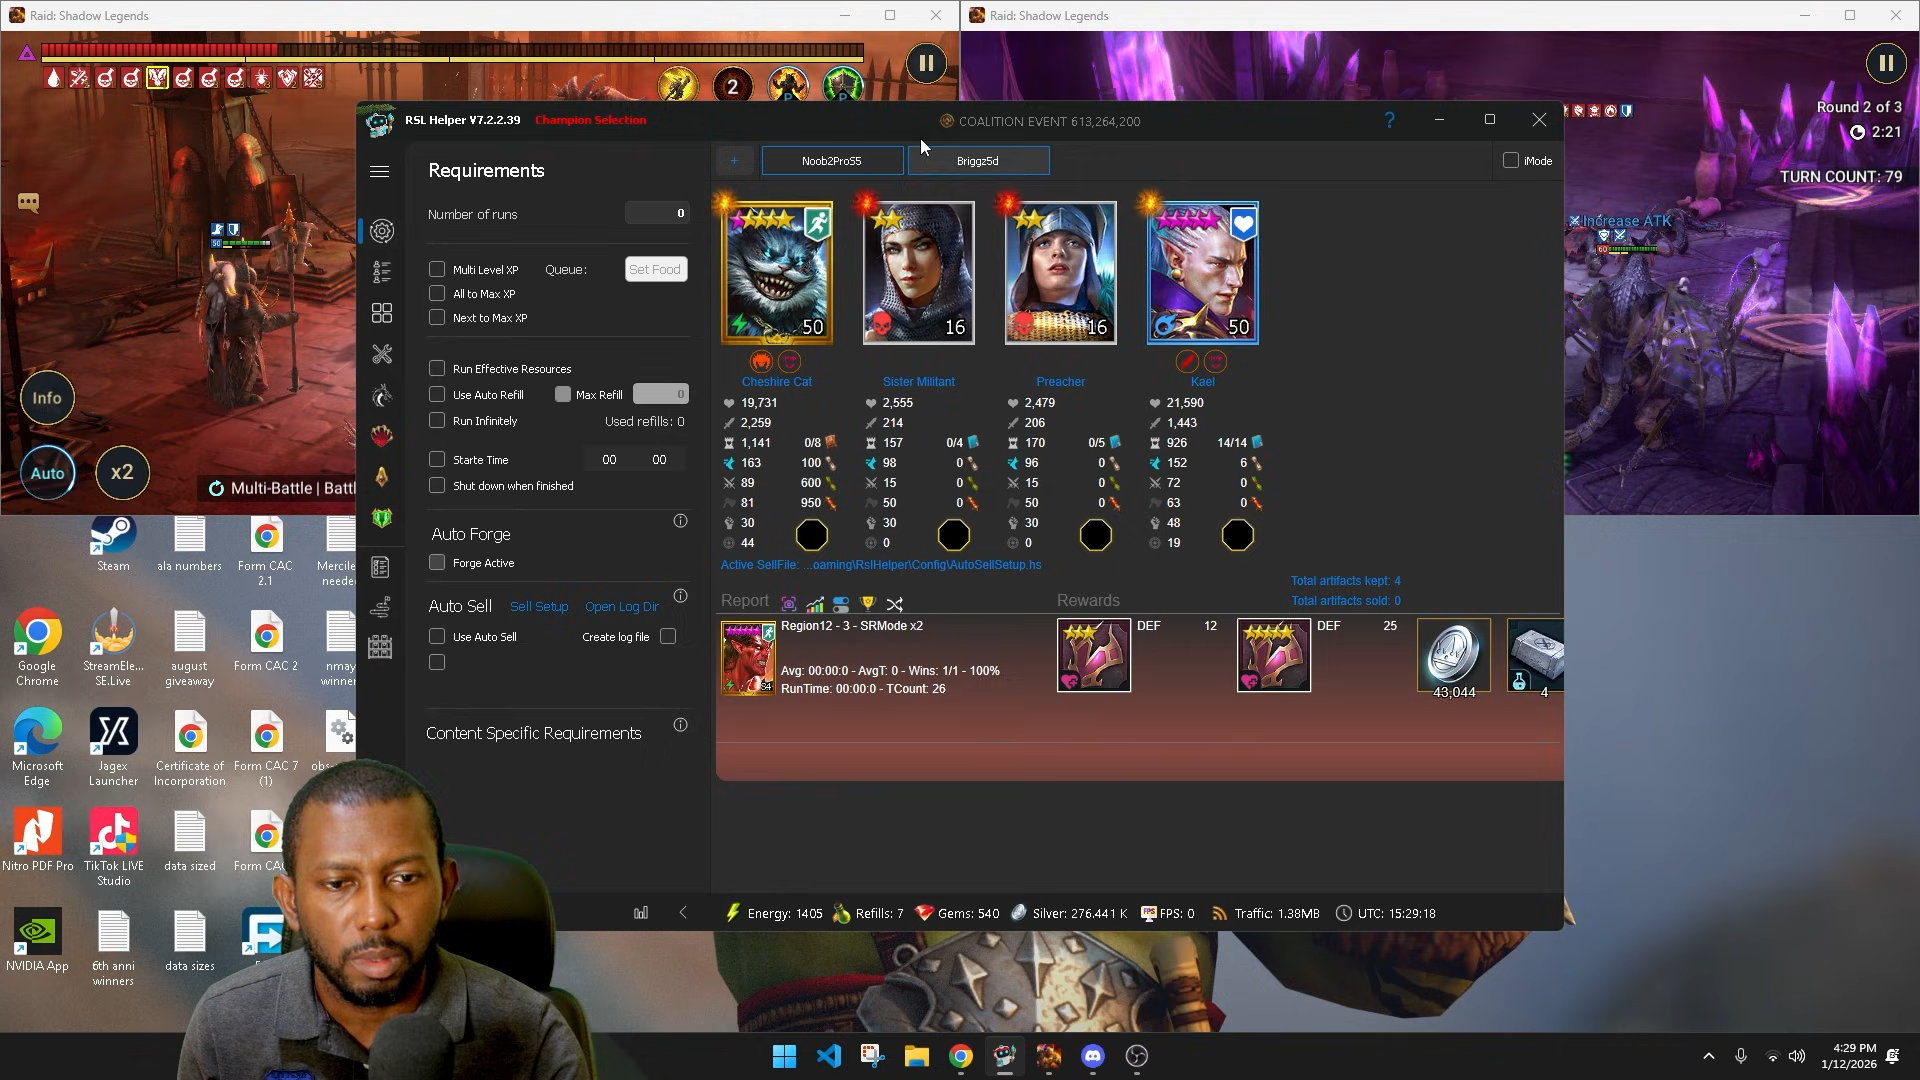 Raid: Shadow Legends
Raid: Shadow Legends
2
P
P
Round 2 of 3
2:21
TURN COUNT: 79
Increase ATK
60
50
Info
Auto
x2
Multi-Battle | Battl
RSL Helper V7.2.2.39
Champion Selection
COALITION EVENT 613,264,200
?
Requirements
+
Noob2ProS5
Briggz5d
iMode
Number of runs
0
Multi Level XP
Queue:
Set Food
All to Max XP
Next to Max XP
Run Effective Resources
Use Auto Refill
Max Refill
0
Run Infinitely
Used refills: 0
Starte Time
00
00
Shut down when finished
Auto Forge
Forge Active
Auto Sell
Sell Setup
Open Log Dir
Use Auto Sell
Create log file
Content Specific Requirements
50
16
16
50
Cheshire Cat
Sister Militant
Preacher
Kael
19,731
2,555
2,479
21,590
2,259
214
206
1,443
1,141
0/8
157
0/4
170
0/5
926
14/14
163
100
98
0
96
0
152
6
89
600
15
0
15
0
72
0
81
950
50
0
50
0
63
0
30
30
30
48
44
0
0
19
Active SellFile: ...oaming\RslHelper\Config\AutoSellSetup.hs
Total artifacts kept: 4
Total artifacts sold: 0
Report
Rewards
Region12 - 3 - SRMode x2
Avg: 00:00:0 - AvgT: 0 - Wins: 1/1 - 100%
RunTime: 00:00:0 - TCount: 26
DEF
12
DEF
25
43,044
4
Energy: 1405
Refills: 7
Gems: 540
Silver: 276.441 K
FPS
FPS: 0
Traffic: 1.38MB
UTC: 15:29:18
Steam
ala numbers
Form CAC 2.1
Mercile needed
Google Chrome
StreamEle... SE.Live
august giveaway
Form CAC 2
nmay winner
Microsoft Edge
Jagex Launcher
Certificate of Incorporation
Form CAC 7 (1)
obs-
Nitro PDF Pro
TikTok LIVE Studio
data sized
Form CAC
NVIDIA App
6th anni winners
data sizes
4:29 PM
1/12/2026